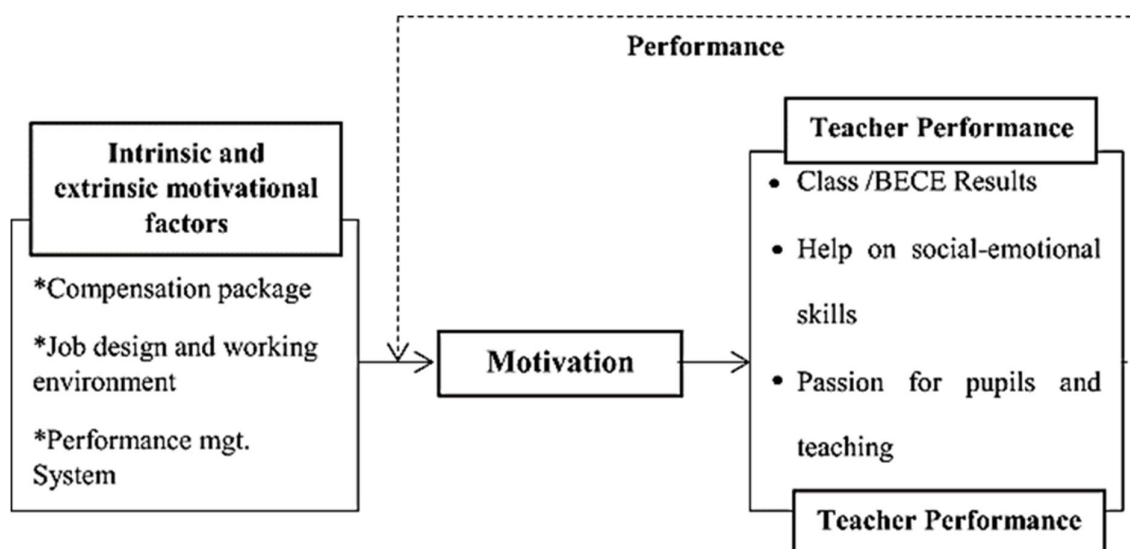 Performance
Intrinsic and
extrinsic motivational
factors
*Compensation package
*Job design and working
environment
*Performance mgt.
System
Motivation
Teacher Performance
• Class /BECE Results
• Help on social-emotional
skills
• Passion for pupils and
teaching
Teacher Performance